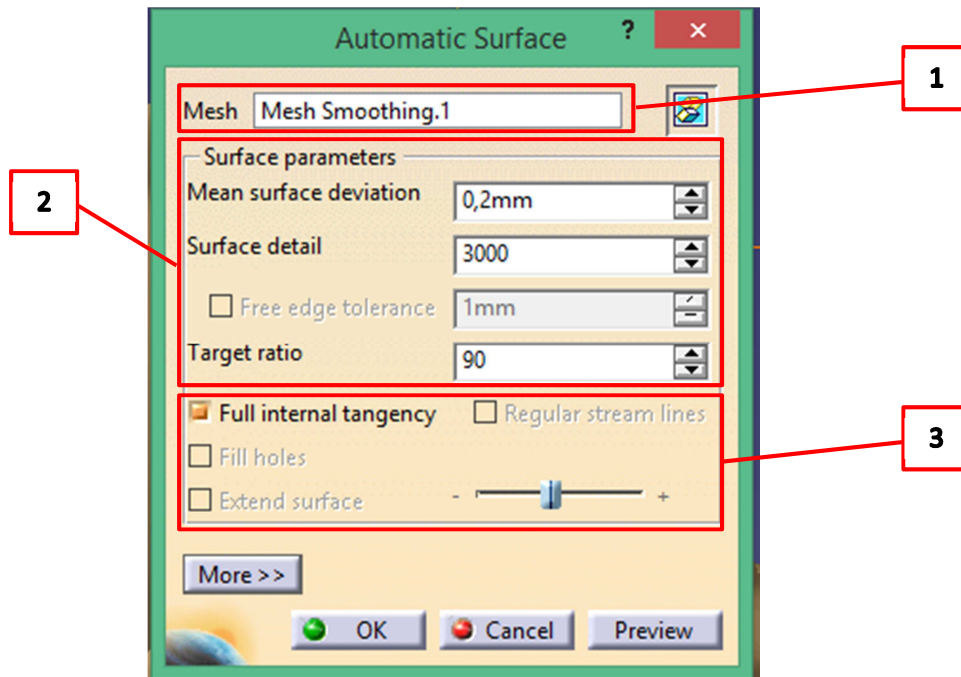 Automatic Surface ?
1
Mesh Mesh Smoothing.1
Surface parameters
2
Mean surface deviation 0,2mm
Surface detail 3000
Free edge tolerance 1mm
Target ratio 90
Full internal tangency Regular stream lines
3
Fill holes
Extend surface - +
More >>
OK Cancel Preview